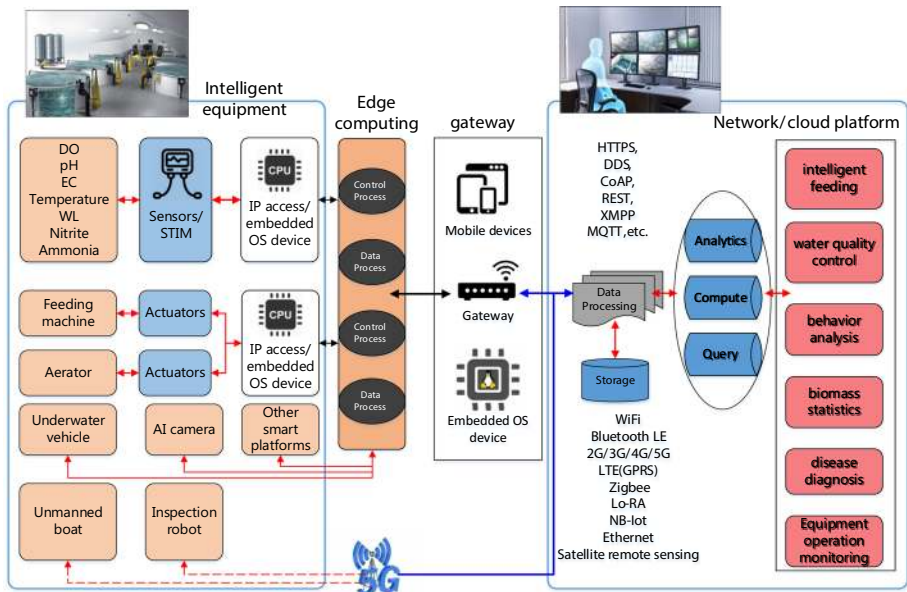 Intelligent
equipment
DO
pH
EC
Temperature
WL
Nitrite
Ammonia
Sensors/
STIM
CPU
IP access/
embedded
OS device
Feeding
machine
Actuators
Aerator
Actuators
CPU
IP access/
embedded
OS device
Underwater
vehicle
AI camera
Other
smart
platforms
Unmanned
boat
Inspection
robot
5G
Edge
computing
Control
Process
Data
Process
Control
Process
Data
Process
gateway
Mobile devices
Gateway
Embedded OS
device
Network/cloud platform
HTTPS,
DDS,
CoAP,
REST,
XMPP
MQTT,etc.
Data
Processing
Storage
WiFi
Bluetooth LE
2G/3G/4G/5G
LTE(GPRS)
Zigbee
Lo-RA
NB-Iot
Ethernet
Satellite remote sensing
Analytics
Compute
Query
intelligent
feeding
water quality
control
behavior
analysis
biomass
statistics
disease
diagnosis
Equipment
operation
monitoring